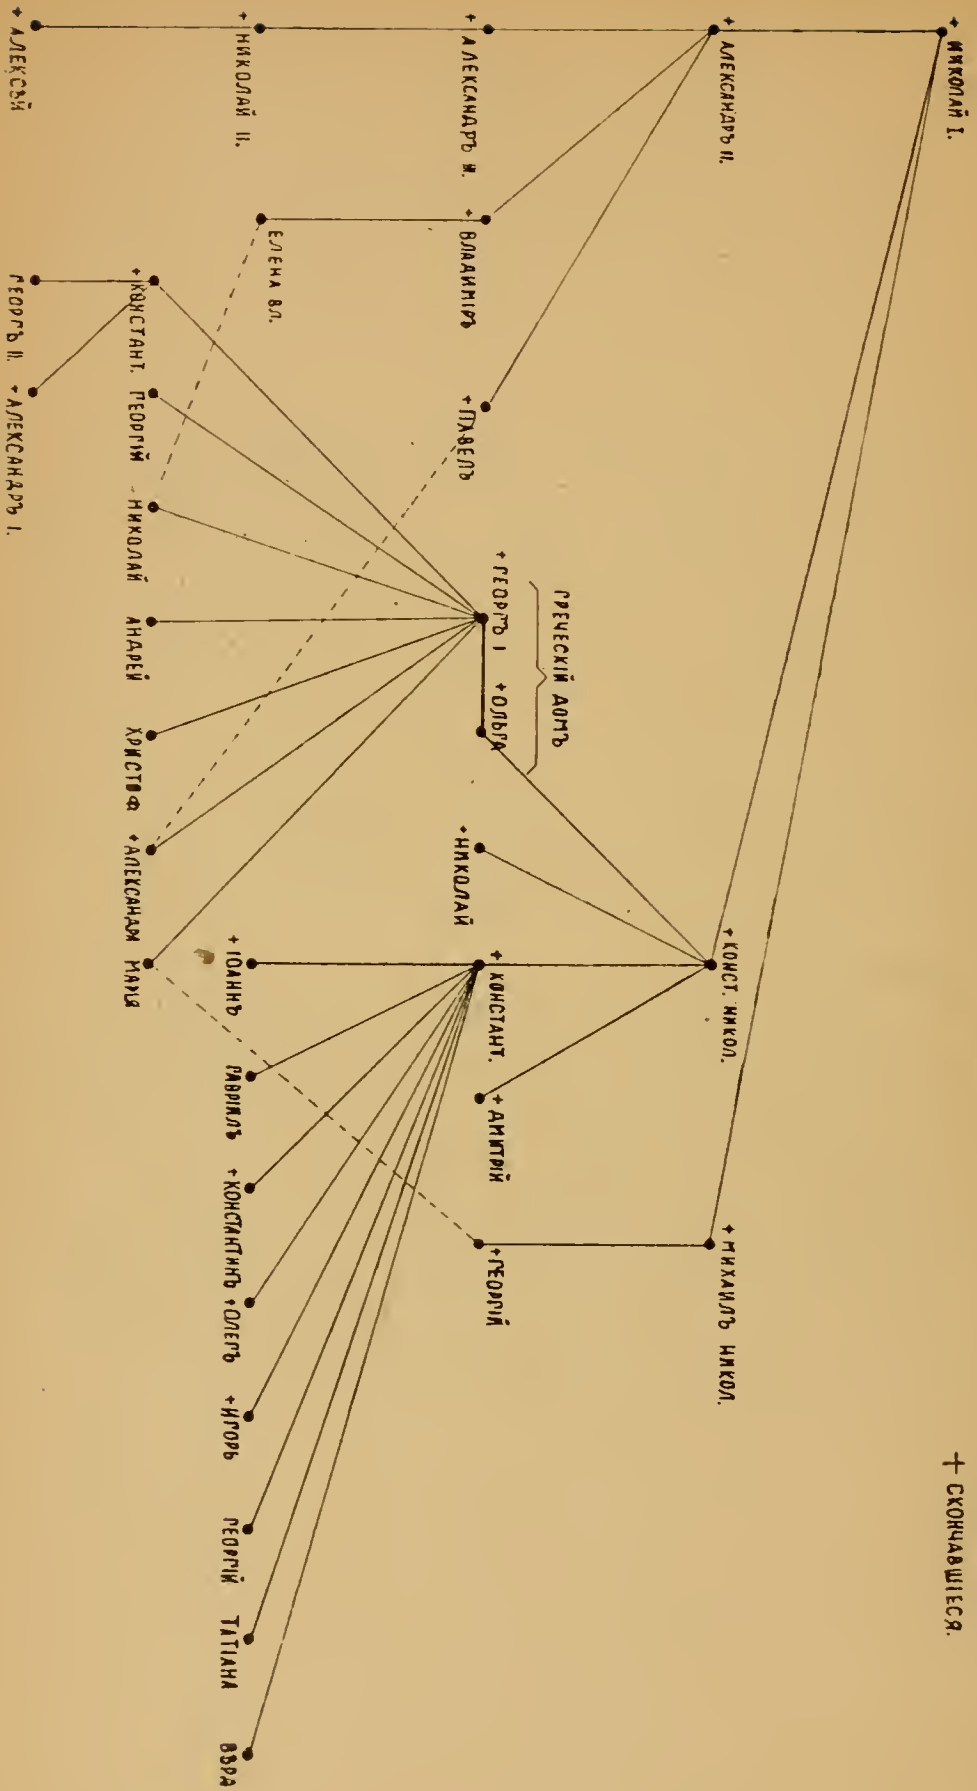 + СКОНЧАВШІЕСЯ.
+ НИКОЛАЙ I.
+ АЛЕКСАНДРЪ II.
+ КОНСТ. НИКОЛ.
+ МИХАИЛЪ НИКОЛ.
ГРЕЧЕСКІЙ ДОМЪ
+ АЛЕКСАНДРЪ III.
+ ВЛАДИМІРЪ
+ ПАВЕЛЪ
+ ГЕОРГЪ I
+ ОЛЬГА
+ НИКОЛАЙ
+ КОНСТАНТ.
+ ДМИТРІЙ
+ ГЕОРГІЙ
+ НИКОЛАЙ II.
ЕЛЕНА ВЛ.
+ ІОАННЪ
ГАВРІИЛЪ
+ КОНСТАНТИНЪ
+ ОЛЕГЪ
+ ИГОРЬ
ГЕОРГІЙ
ТАТІАНА
ВѢРА
+ КОНСТАНТ.
ГЕОРГІЙ
НИКОЛАЙ
АНДРЕЙ
ХРИСТОФ.
+ АЛЕКСАНДРА
МАРІЯ
+ АЛЕКСѢЙ
ГЕОРГЪ II.
+ АЛЕКСАНДРЪ I.